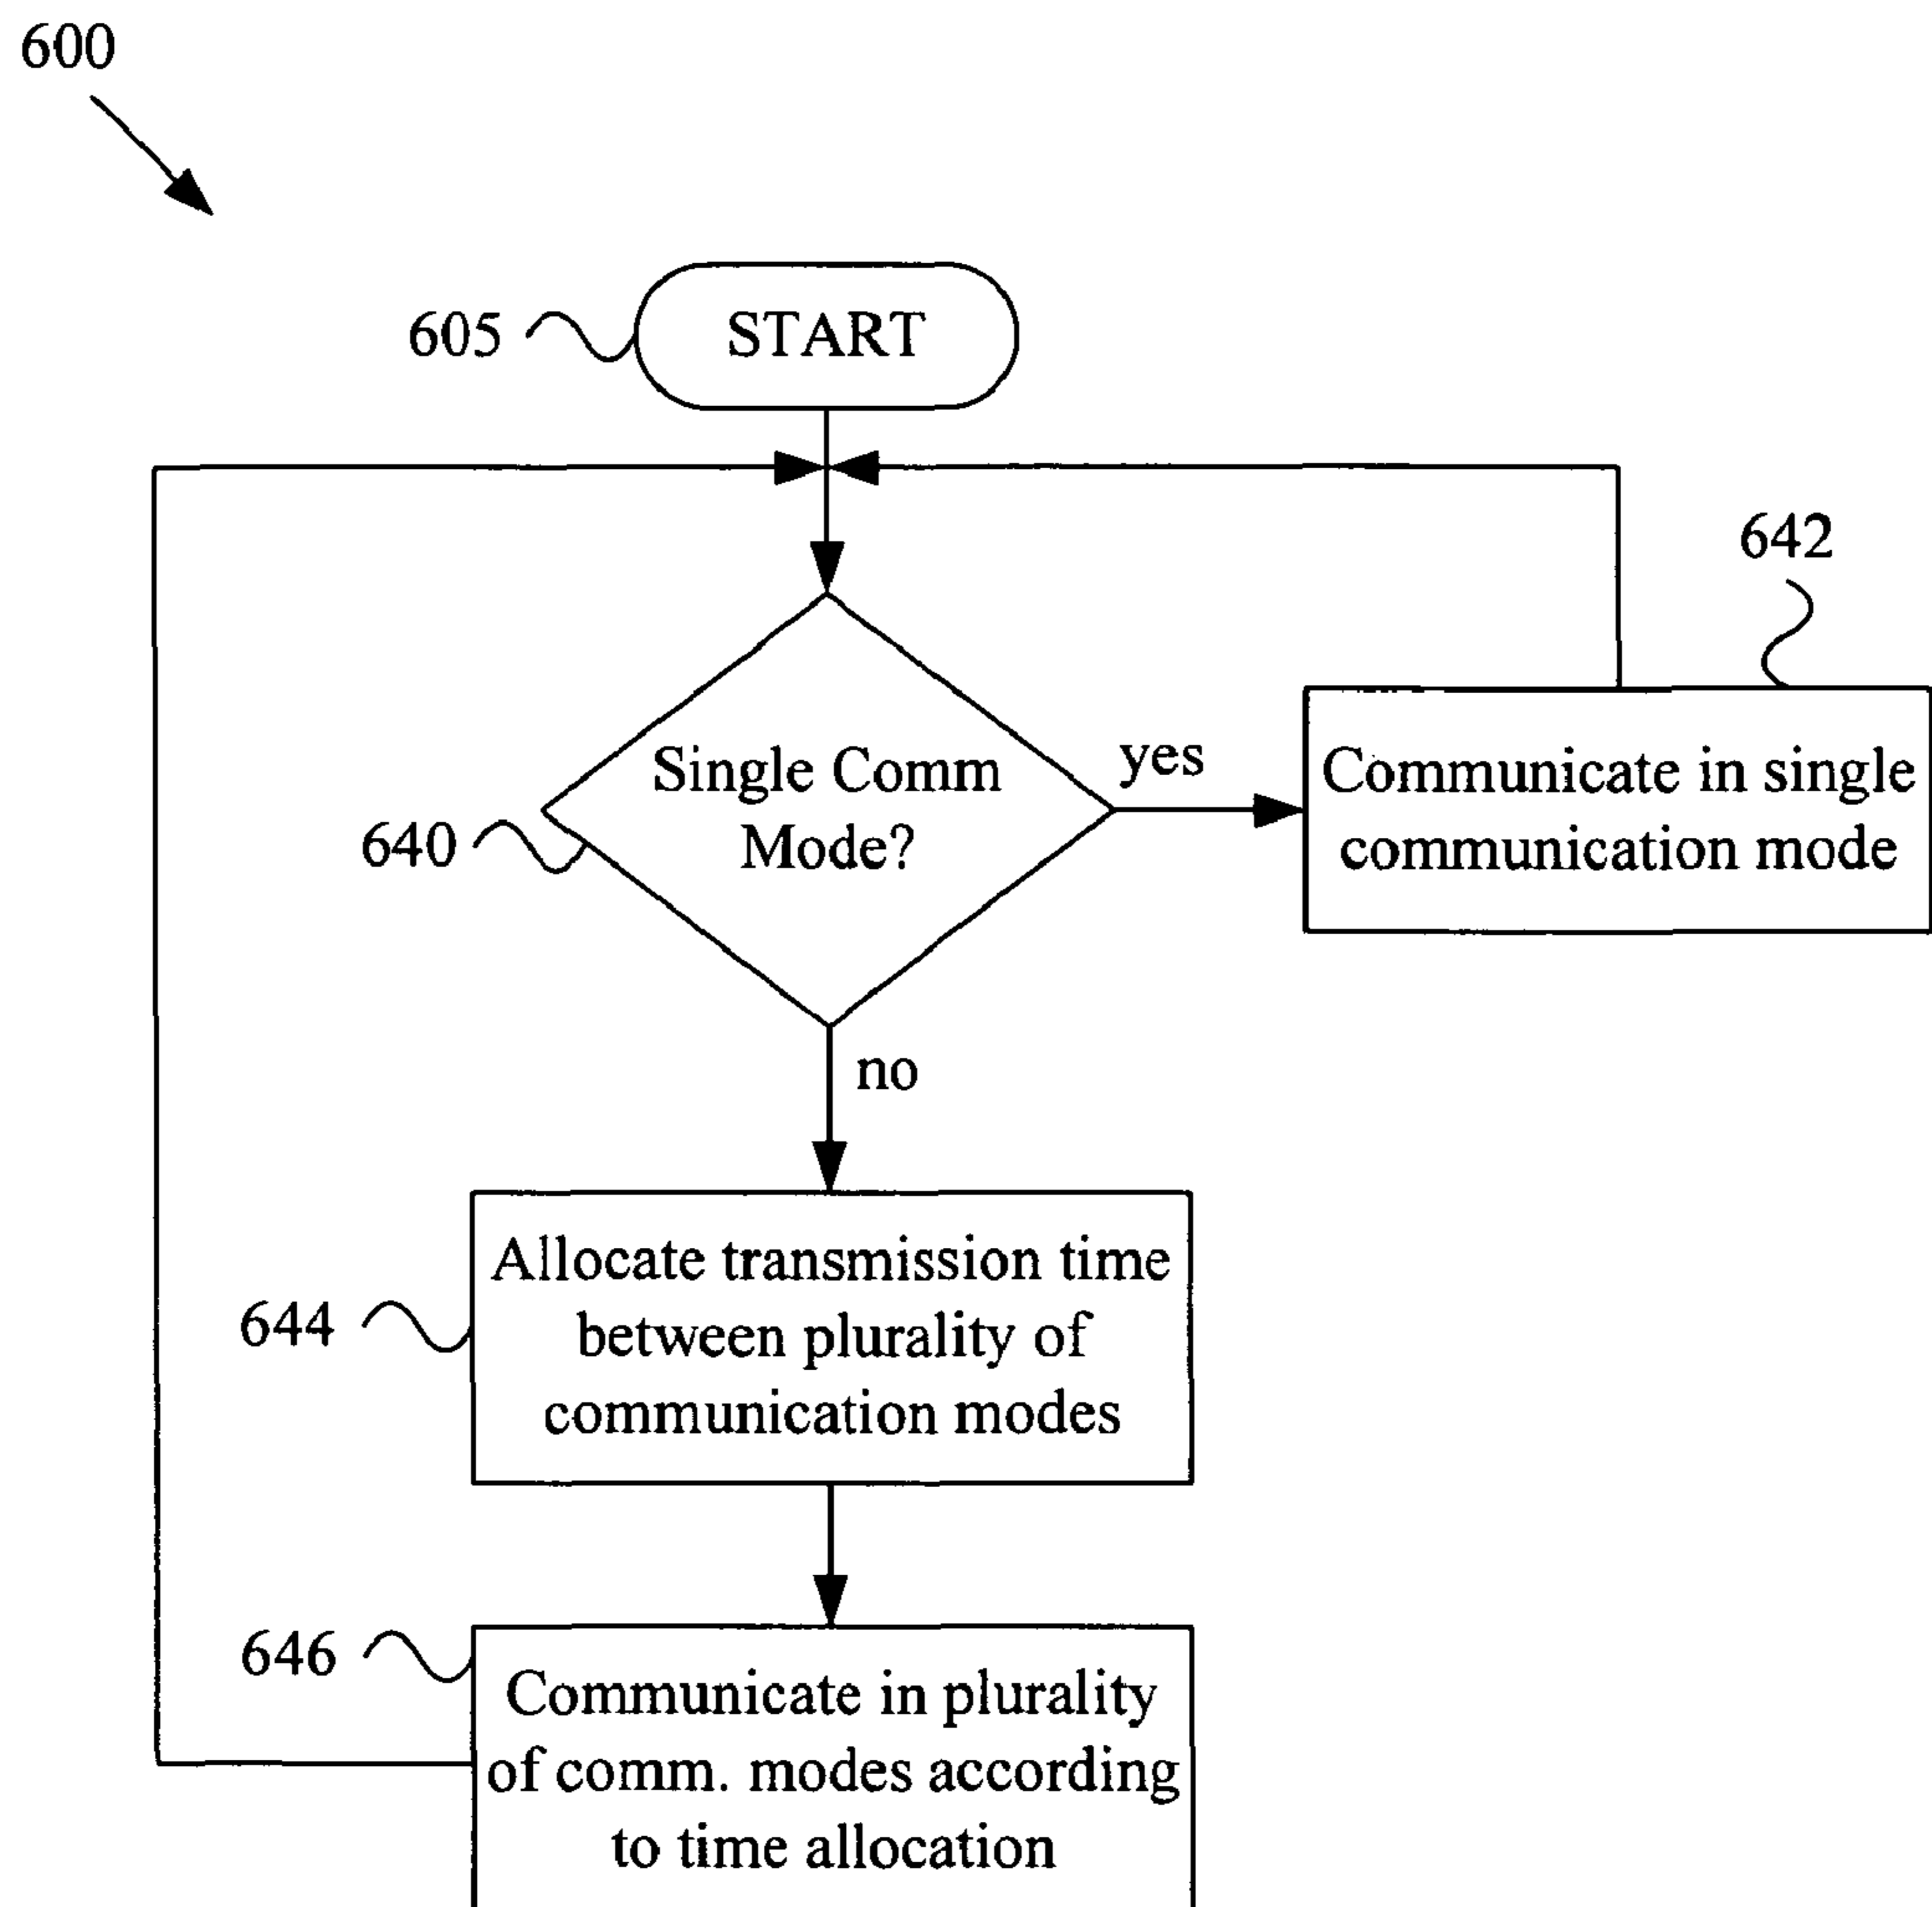 600
605
START
642
Single Comm
Mode?
640
yes
Communicate in single
communication mode
no
Allocate transmission time
between plurality of
communication modes
644
646
Communicate in plurality
of comm. modes according
to time allocation